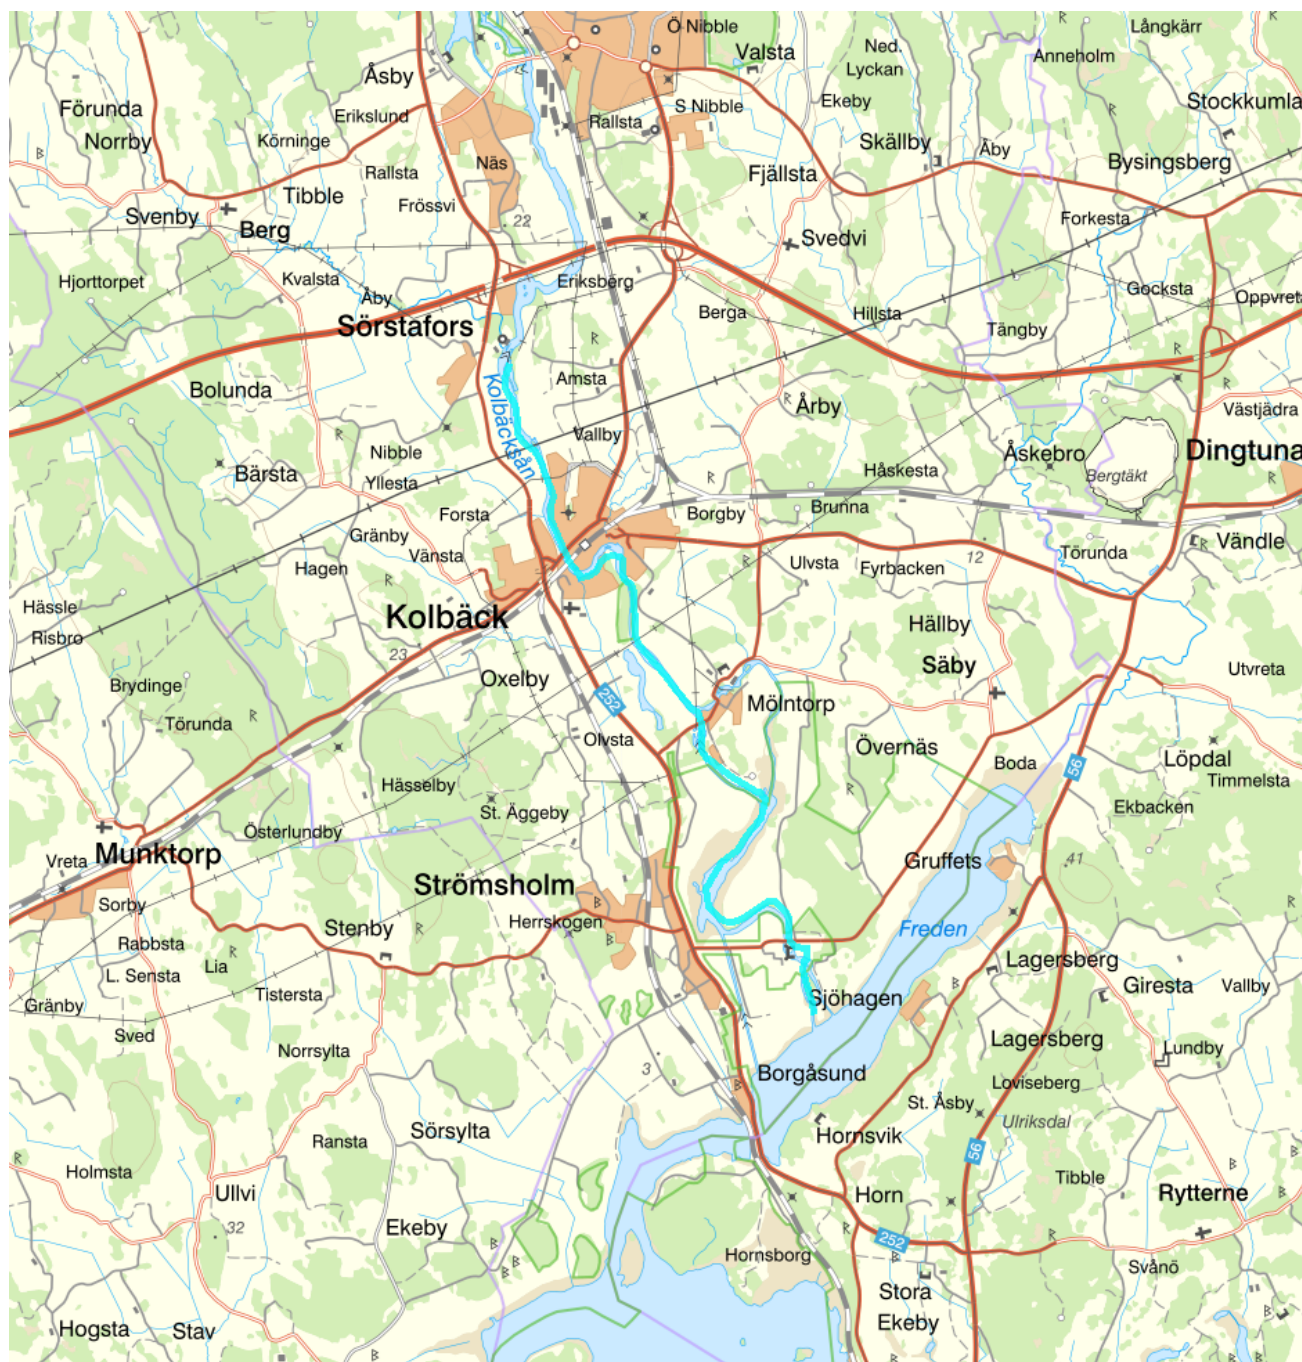 Ö Nibble
Långkärr
Valsta
Ned.
Lyckan
Anneholm
Åsby
Förunda
Norrby
Erikslund
Körninge
S Nibble
Ekeby
Stockkumla
Rallsta
Skällby
Åby
Bysingsberg
Näs
Rallsta
Tibble
Fjällsta
Frössvi
Svenby
Berg
22
Svedvi
Forkesta
Hjorttorpet
Kvalsta
Åby
Eriksberg
Gocksta
Oppvreta
Sörstafors
Berga
Hillsta
Tängby
Bolunda
Amsta
Kolbäcksån
Årby
Västjädra
Vallby
Nibble
Bärsta
Yllesta
Håskesta
Åskebro
Bergtäkt
Dingtuna
Forsta
Borgby
Brunna
Gränby
Vänsta
Hagen
Ulvsta
Fyrbacken
12
Törunda
Vändle
Hässle
Risbro
Kolbäck
Hällby
23
Säby
Utvreta
Brydinge
Oxelby
252
Mölntorp
Törunda
Olvsta
Övernäs
Boda
56
Löpdal
Timmelsta
Hässelby
St. Äggeby
Ekbacken
Österlundby
Munktorp
Vreta
Gruffets
41
Strömsholm
Sorby
Herrskogen
Stenby
Freden
Rabbsta
Lia
L. Sensta
Lagersberg
Tistersta
Sjöhagen
Giresta
Vallby
Gränby
Sved
Lagersberg
Norrsylta
Lundby
3
Borgåsund
Loviseberg
St. Åsby
Ulriksdal
Sörsylta
Ransta
Hornsvik
56
Holmsta
Tibble
Ullvi
Horn
Rytterne
32
Ekeby
252
Hornsborg
Svånö
Stora
Ekeby
Hogsta
Stav